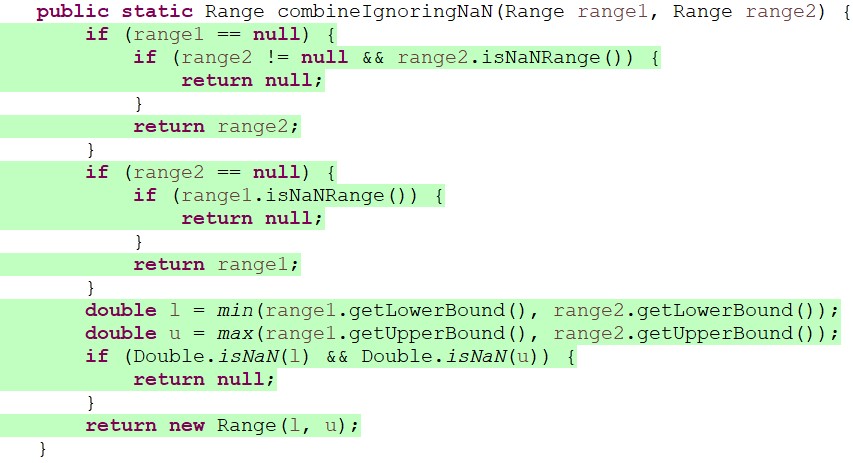 public static Range combineIgnoringNaN(Range range1, Range range2) {
if (range1 == null) {
if (range2 != null && range2.isNaNRange()) {
return null;
}
return range2;
}
if (range2 == null) {
if (range1.isNaNRange()) {
return null;
}
return range1;
}
double l = min(range1.getLowerBound(), range2.getLowerBound());
double u = max(range1.getUpperBound(), range2.getUpperBound());
if (Double.isNaN(l) && Double.isNaN(u)) {
return null;
}
return new Range(l, u);
}